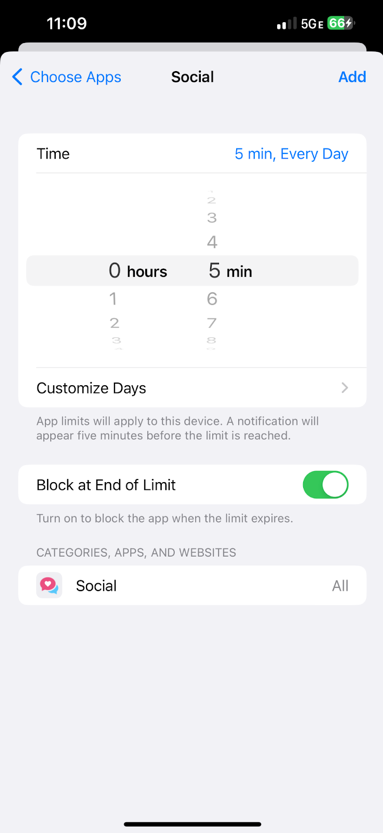 11:09 5GE 66
Choose Apps Social Add
Time 5 min, Every Day
2
3
4
0 hours 5 min
1 6
2 7
3 8
Customize Days
App limits will apply to this device. A notification will
appear five minutes before the limit is reached.
Block at End of Limit
Turn on to block the app when the limit expires.
CATEGORIES, APPS, AND WEBSITES
Social All